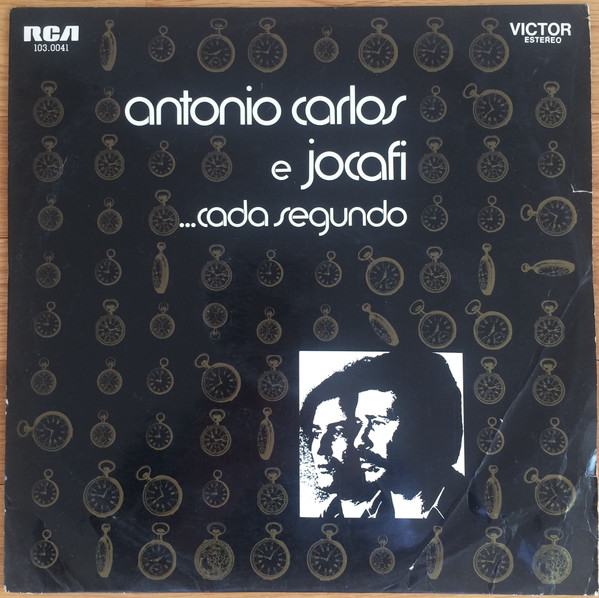 RCA
103.0041
VICTOR
ESTEREO
antonio carlos
e jocafi
...cada segundo